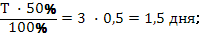 Т · 50%
100% = 3 · 0,5 = 1,5 дня;